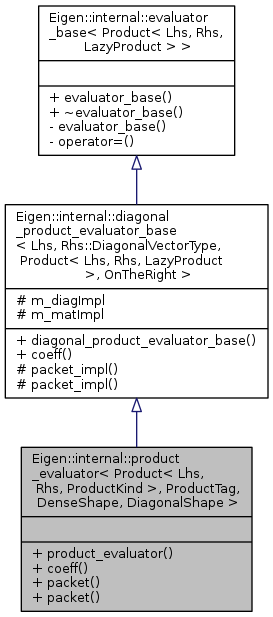 Eigen::internal::evaluator
_base< Product< Lhs, Rhs,
LazyProduct > >
+ evaluator_base()
+ ~evaluator_base()
- evaluator_base()
- operator=()
Eigen::internal::diagonal
_product_evaluator_base
< Lhs, Rhs::DiagonalVectorType,
Product< Lhs, Rhs, LazyProduct
>, OnTheRight >
# m_diagImpl
# m_matImpl
+ diagonal_product_evaluator_base()
+ coeff()
# packet_impl()
# packet_impl()
Eigen::internal::product
_evaluator< Product< Lhs,
Rhs, ProductKind >, ProductTag,
DenseShape, DiagonalShape >
+ product_evaluator()
+ coeff()
+ packet()
+ packet()